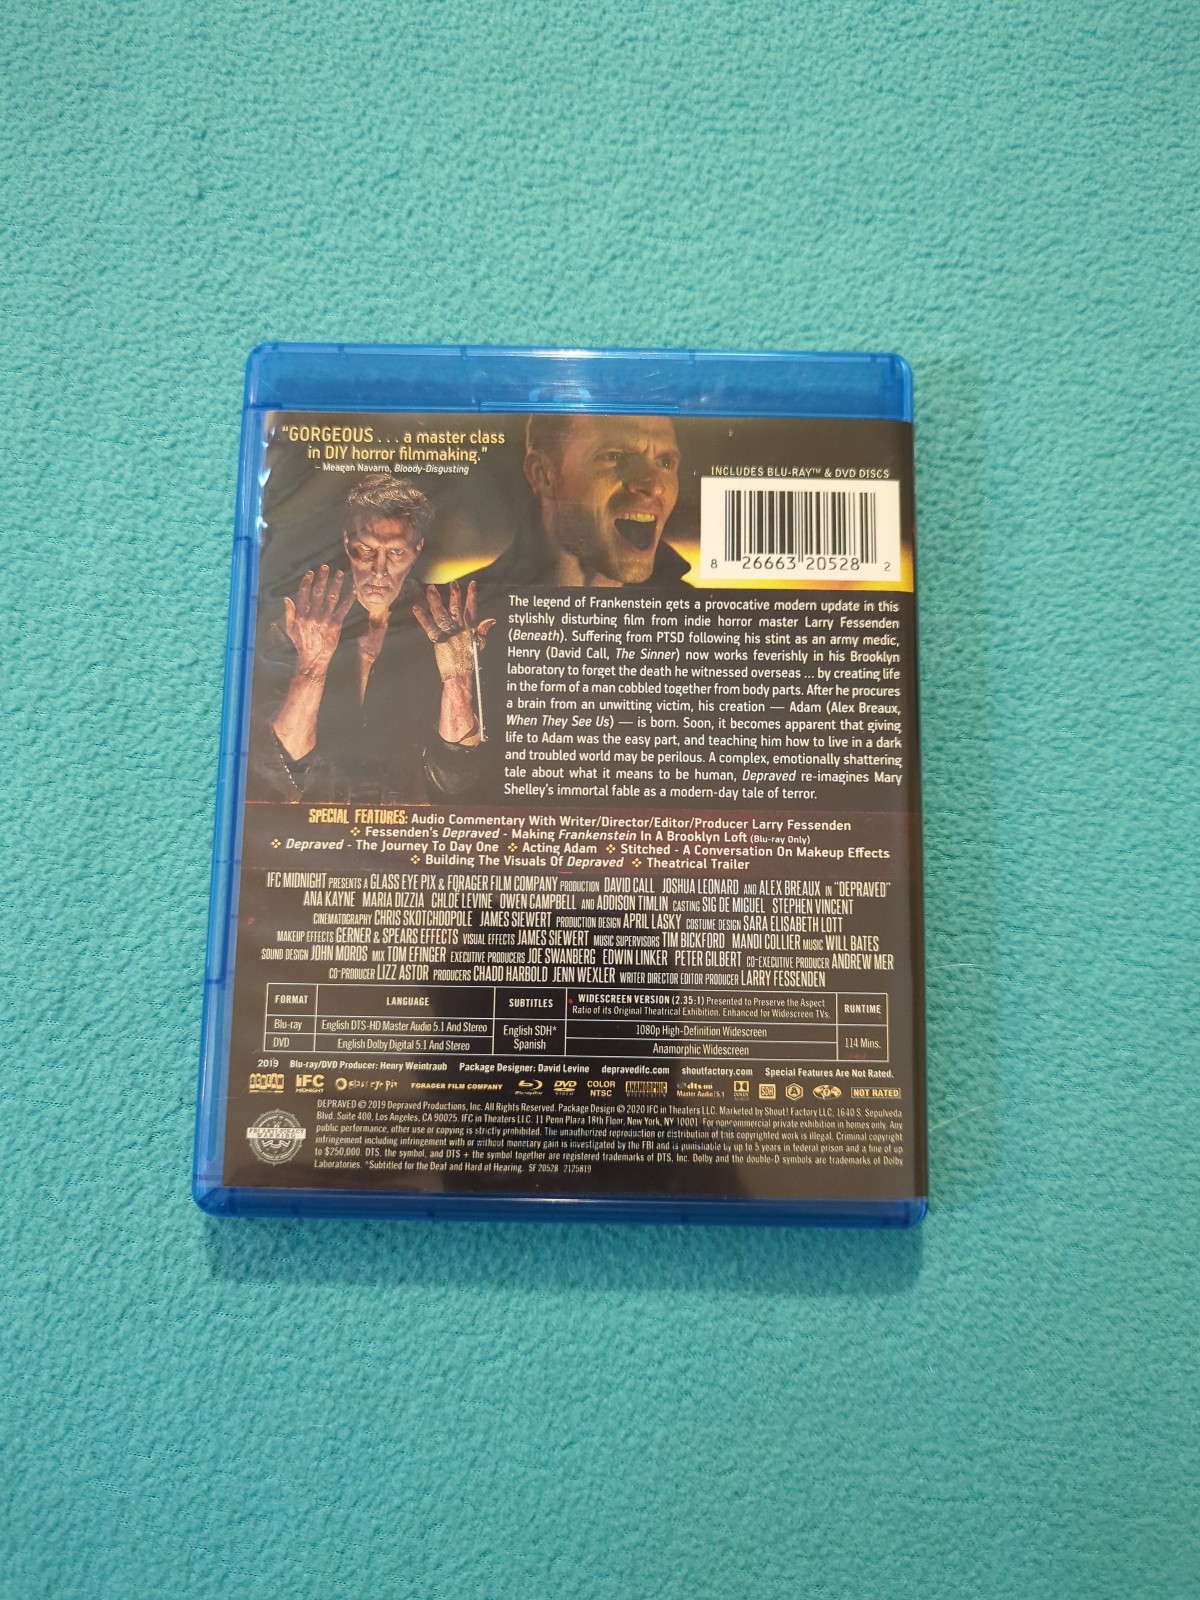 "GORGEOUS . . . a master class
in DIY horror filmmaking."
– Meagan Navarro, Bloody-Disgusting
INCLUDES BLU-RAY™ & DVD DISCS
8 26663 20528 2
The legend of Frankenstein gets a provocative modern update in this
stylishly disturbing film from indie horror master Larry Fessenden
(Beneath). Suffering from PTSD following his stint as an army medic,
Henry (David Call, The Sinner) now works feverishly in his Brooklyn
laboratory to forget the death he witnessed overseas ... by creating life
in the form of a man cobbled together from body parts. After he procures
a brain from an unwitting victim, his creation — Adam (Alex Breaux,
When They See Us) — is born. Soon, it becomes apparent that giving
life to Adam was the easy part, and teaching him how to live in a dark
and troubled world may be perilous. A complex, emotionally shattering
tale about what it means to be human, Depraved re-imagines Mary
Shelley's immortal fable as a modern-day tale of terror.
SPECIAL FEATURES: Audio Commentary With Writer/Director/Editor/Producer Larry Fessenden
❖ Fessenden's Depraved - Making Frankenstein In A Brooklyn Loft (Blu-ray Only)
❖ Depraved - The Journey To Day One ❖ Acting Adam ❖ Stitched - A Conversation On Makeup Effects
❖ Building The Visuals Of Depraved ❖ Theatrical Trailer
IFC MIDNIGHT PRESENTS A GLASS EYE PIX & FORAGER FILM COMPANY PRODUCTION DAVID CALL JOSHUA LEONARD AND ALEX BREAUX IN "DEPRAVED"
ANA KAYNE MARIA DIZZIA CHLOË LEVINE OWEN CAMPBELL AND ADDISON TIMLIN CASTING SIG DE MIGUEL STEPHEN VINCENT
CINEMATOGRAPHY CHRIS SKOTCHDOPOLE JAMES SIEWERT PRODUCTION DESIGN APRIL LASKY COSTUME DESIGN SARA ELISABETH LOTT
MAKEUP EFFECTS GERNER & SPEARS EFFECTS VISUAL EFFECTS JAMES SIEWERT MUSIC SUPERVISORS TIM BICKFORD MANDI COLLIER MUSIC WILL BATES
SOUND DESIGN JOHN MOROS MIX TOM EFINGER EXECUTIVE PRODUCERS JOE SWANBERG EDWIN LINKER PETER GILBERT CO-EXECUTIVE PRODUCER ANDREW MER
CO-PRODUCER LIZZ ASTOR PRODUCERS CHADD HARBOLD JENN WEXLER WRITER DIRECTOR EDITOR PRODUCER LARRY FESSENDEN
FORMAT LANGUAGE SUBTITLES WIDESCREEN VERSION (2.35:1) Presented to Preserve the Aspect
Ratio of its Original Theatrical Exhibition. Enhanced for Widescreen TVs. RUNTIME
Blu-ray English DTS-HD Master Audio 5.1 And Stereo English SDH* 1080p High-Definition Widescreen
DVD English Dolby Digital 5.1 And Stereo Spanish Anamorphic Widescreen 114 Mins.
2019 Blu-ray/DVD Producer: Henry Weintraub Package Designer: David Levine depravedifc.com shoutfactory.com Special Features Are Not Rated.
SCREAM IFC MIDNIGHT glass eye pix FORAGER FILM COMPANY Blu-ray Disc DVD VIDEO COLOR NTSC ANAMORPHIC WIDESCREEN dts-HD Master Audio 5.1 DOLBY SDH A NOT RATED
DEPRAVED © 2019 Depraved Productions, Inc. All Rights Reserved. Package Design © 2020 IFC in Theaters LLC. Marketed by Shout! Factory LLC, 1640 S. Sepulveda
Blvd. Suite 400, Los Angeles, CA 90025. IFC in Theaters LLC. 11 Penn Plaza 18th Floor, New York, NY 10001 For noncommercial private exhibition in homes only. Any
public performance, other use or copying is strictly prohibited. The unauthorized reproduction or distribution of this copyrighted work is illegal. Criminal copyright
infringement including infringement with or without monetary gain is investigated by the FBI and is punishable by up to 5 years in federal prison and a fine of up
to $250,000. DTS, the symbol, and DTS + the symbol together are registered trademarks of DTS, Inc. Dolby and the double-D symbols are trademarks of Dolby
Laboratories. *Subtitled for the Deaf and Hard of Hearing. SF 20528 2125819